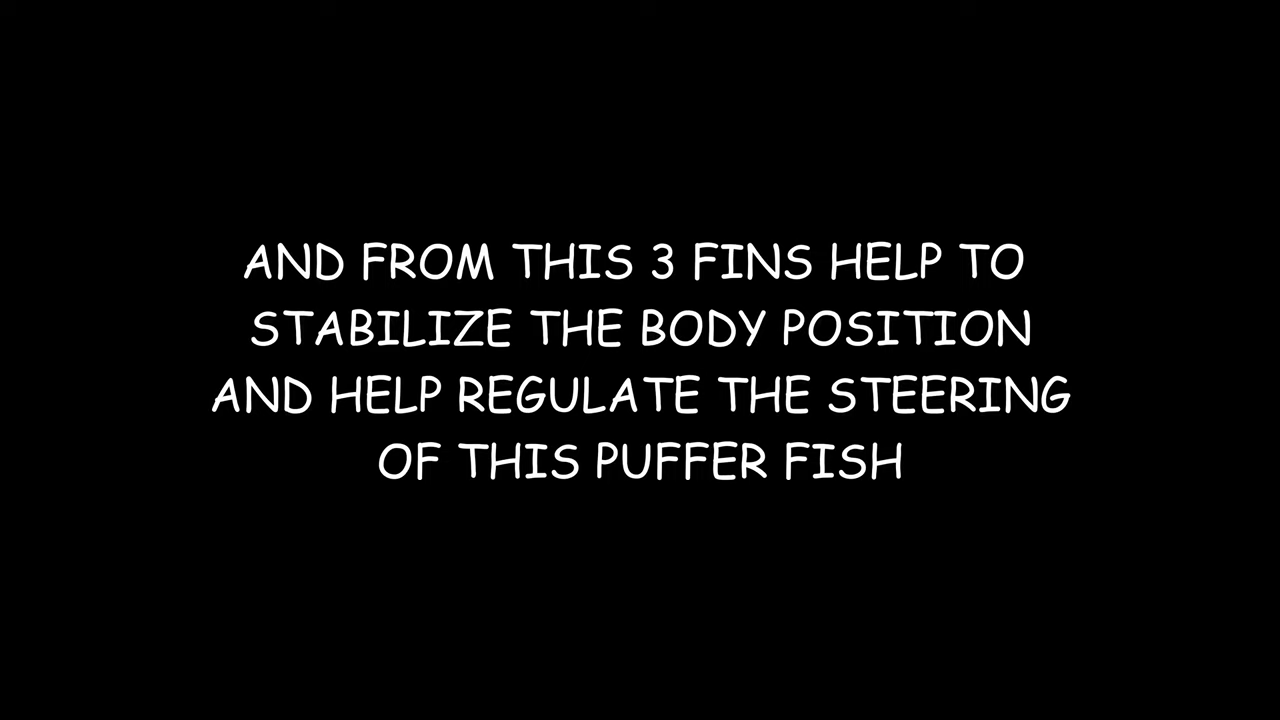 AND FROM THIS 3 FINS HELP TO
STABILIZE THE BODY POSITION
AND HELP REGULATE THE STEERING
OF THIS PUFFER FISH